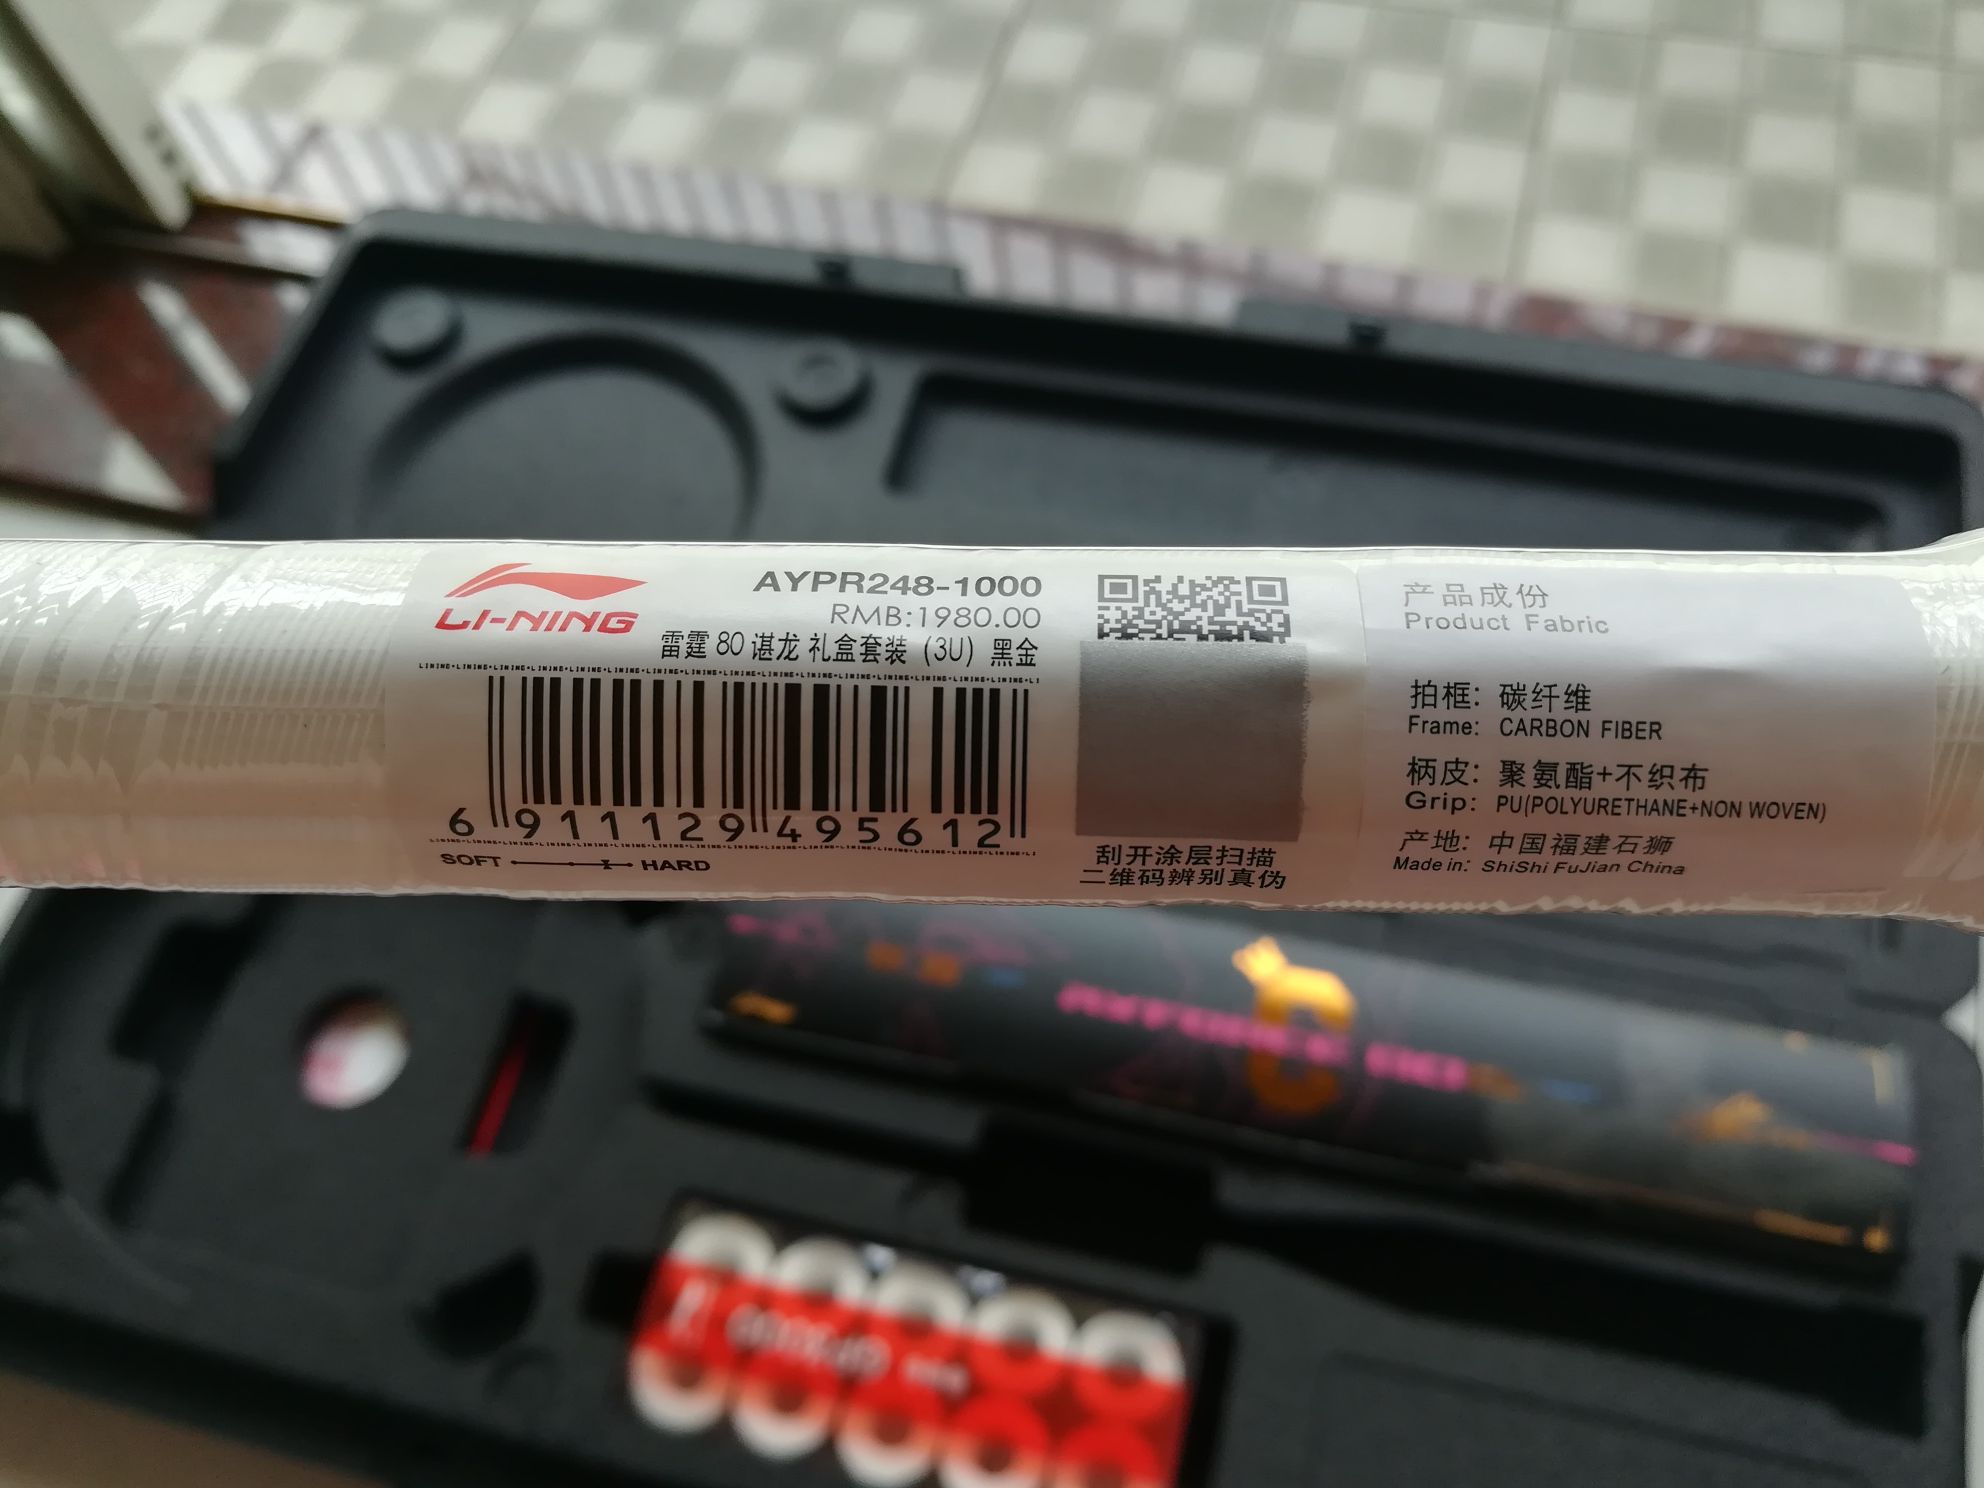 LI-NING
AYPR248-1000
RMB:1980.00
雷霆 80 谌龙 礼盒套装 (3U) 黑金
6 911129 495612
SOFT HARD
刮开涂层扫描
二维码辨别真伪
产品成份
Product Fabric
拍框: 碳纤维
Frame: CARBON FIBER
柄皮: 聚氨酯+不织布
Grip: PU(POLYURETHANE+NON WOVEN)
产地: 中国福建石狮
Made in: ShiShi FuJian China